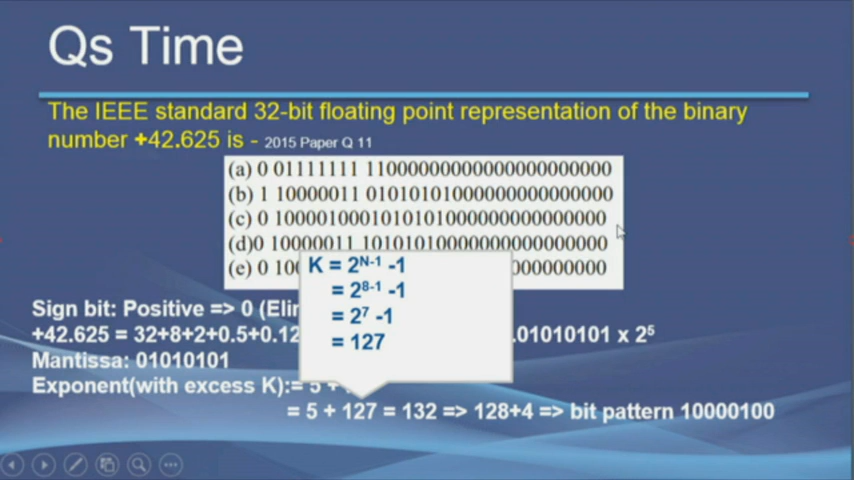 Qs Time
The IEEE standard 32-bit floating point representation of the binary
number +42.625 is - 2015 Paper Q 11
(a) 0 01111111 11000000000000000000000
(b) 1 10000011 01010101000000000000000
(c) 0 1000010001010101000000000000000
(d)0 10000011 10101010000000000000000
(e) 0 100 000000000
K = 2^N-1 -1
= 2^8-1 -1
= 2^7 -1
= 127
Sign bit: Positive => 0
+42.625 = 32+8+2+0.5+0.12 .01010101 x 2^5
Mantissa: 01010101
Exponent(with excess K):= 5 +
= 5 + 127 = 132 => 128+4 => bit pattern 10000100